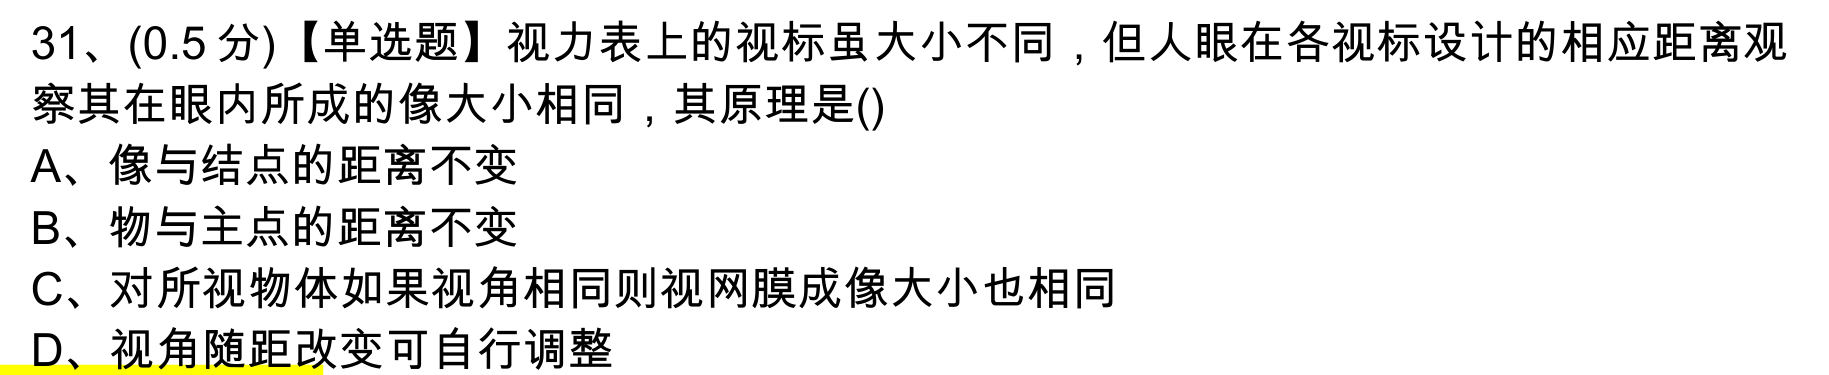 31、(0.5 分)【单选题】视力表上的视标虽大小不同，但人眼在各视标设计的相应距离观
察其在眼内所成的像大小相同，其原理是()
A、像与结点的距离不变
B、物与主点的距离不变
C、对所视物体如果视角相同则视网膜成像大小也相同
D、视角随距改变可自行调整